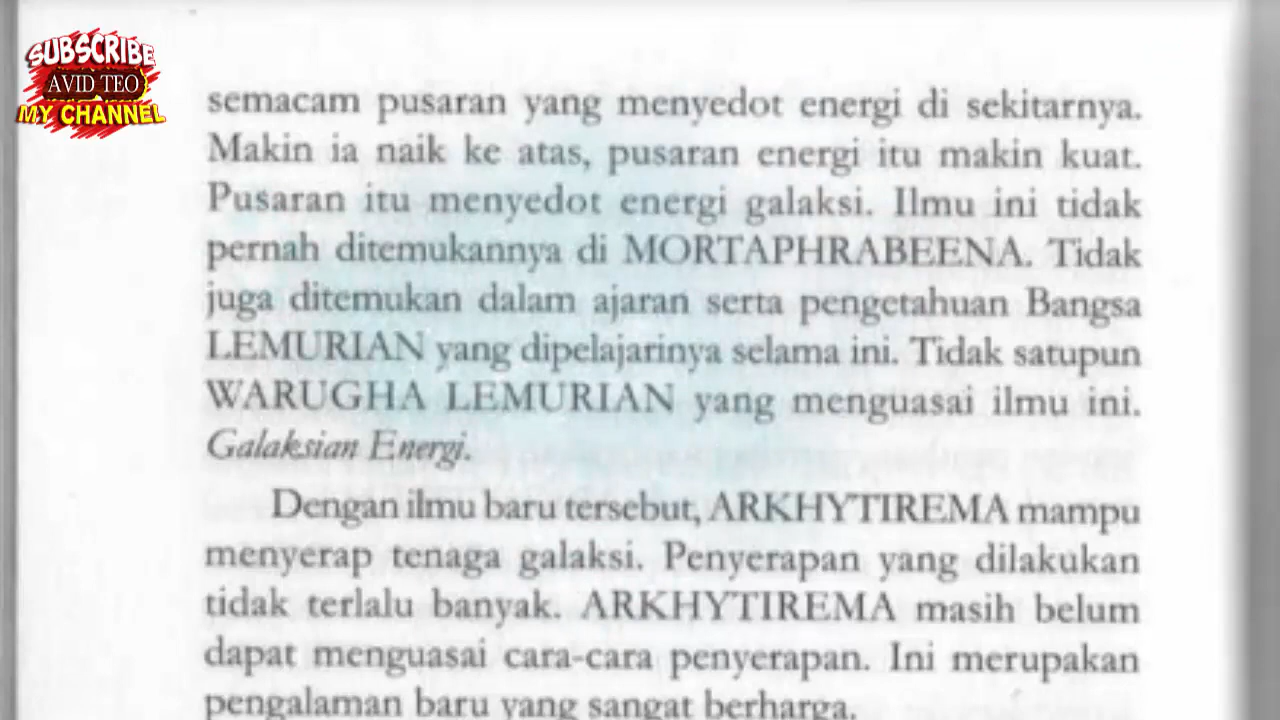 SUBSCRIBE
AVID TEO
MY CHANNEL
semacam pusaran yang menyedot energi di sekitarnya.
Makin ia naik ke atas, pusaran energi itu makin kuat.
Pusaran itu menyedot energi galaksi. Ilmu ini tidak
pernah ditemukannya di MORTAPHRABEENA. Tidak
juga ditemukan dalam ajaran serta pengetahuan Bangsa
LEMURIAN yang dipelajarinya selama ini. Tidak satupun
WARUGHA LEMURIAN yang menguasai ilmu ini.
Galaksian Energi.
Dengan ilmu baru tersebut, ARKHYTIREMA mampu
menyerap tenaga galaksi. Penyerapan yang dilakukan
tidak terlalu banyak. ARKHYTIREMA masih belum
dapat menguasai cara-cara penyerapan. Ini merupakan
pengalaman baru yang sangat berharga.